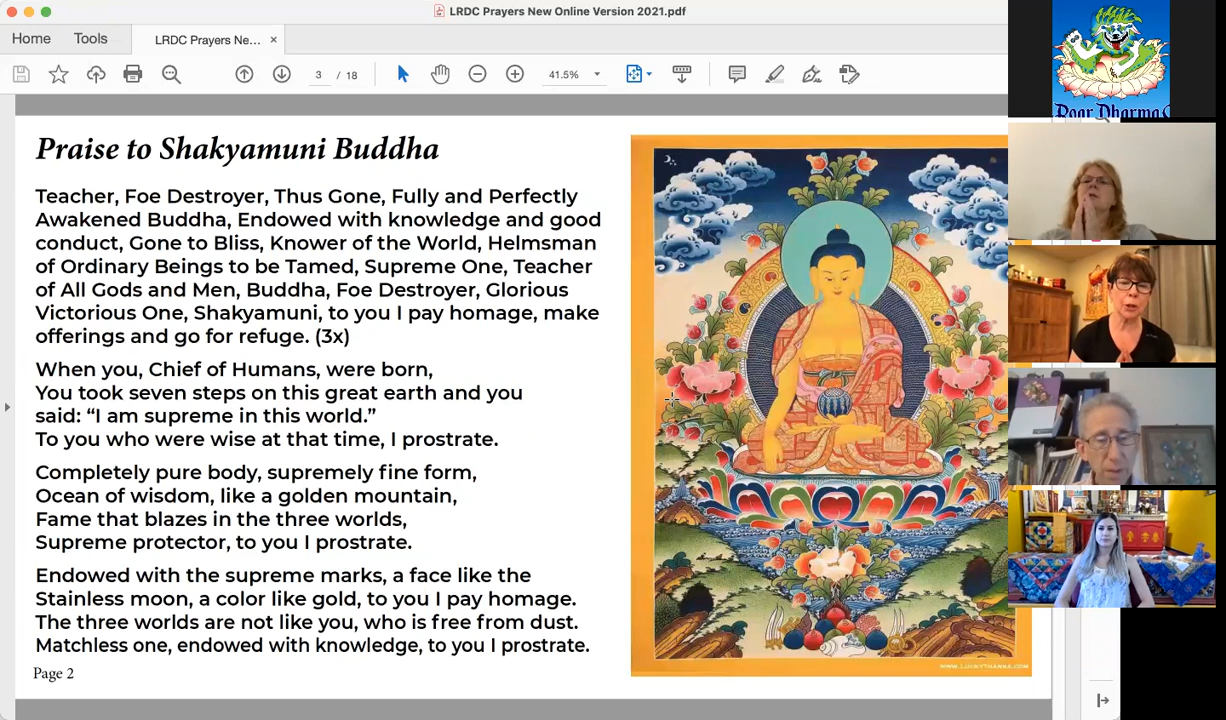 LRDC Prayers New Online Version 2021.pdf
Home
Tools
LRDC Prayers Ne...
3 / 18
41.5%
Praise to Shakyamuni Buddha
Teacher, Foe Destroyer, Thus Gone, Fully and Perfectly
Awakened Buddha, Endowed with knowledge and good
conduct, Gone to Bliss, Knower of the World, Helmsman
of Ordinary Beings to be Tamed, Supreme One, Teacher
of All Gods and Men, Buddha, Foe Destroyer, Glorious
Victorious One, Shakyamuni, to you I pay homage, make
offerings and go for refuge. (3x)
When you, Chief of Humans, were born,
You took seven steps on this great earth and you
said: “I am supreme in this world.”
To you who were wise at that time, I prostrate.
Completely pure body, supremely fine form,
Ocean of wisdom, like a golden mountain,
Fame that blazes in the three worlds,
Supreme protector, to you I prostrate.
Endowed with the supreme marks, a face like the
Stainless moon, a color like gold, to you I pay homage.
The three worlds are not like you, who is free from dust.
Matchless one, endowed with knowledge, to you I prostrate.
Page 2
WWW.LUCKYTHANKA.COM
Roar Dharma C